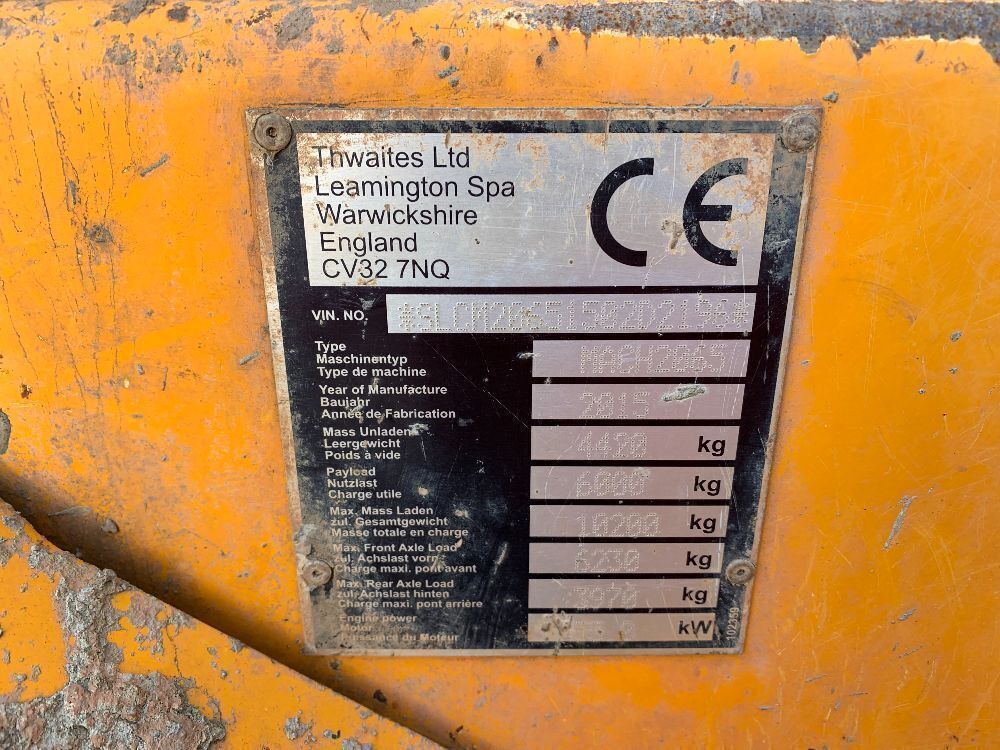 Thwaites Ltd
Leamington Spa
Warwickshire
England
CV32 7NQ
CE
VIN. NO. *SLCM20651502D2196*
Type
Maschinentyp
Type de machine
MACH2065
Year of Manufacture
Baujahr
Année de Fabrication
2015
Mass Unladen
Leergewicht
Poids à vide
4420 kg
Payload
Nutzlast
Charge utile
6000 kg
Max. Mass Laden
zul. Gesamtgewicht
Masse totale en charge
10200 kg
Max. Front Axle Load
zul. Achslast vorn
Charge maxi. pont avant
6230 kg
Max. Rear Axle Load
zul. Achslast hinten
Charge maxi. pont arrière
3970 kg
Engine power
Motor
Puissance du Moteur
kW
102359